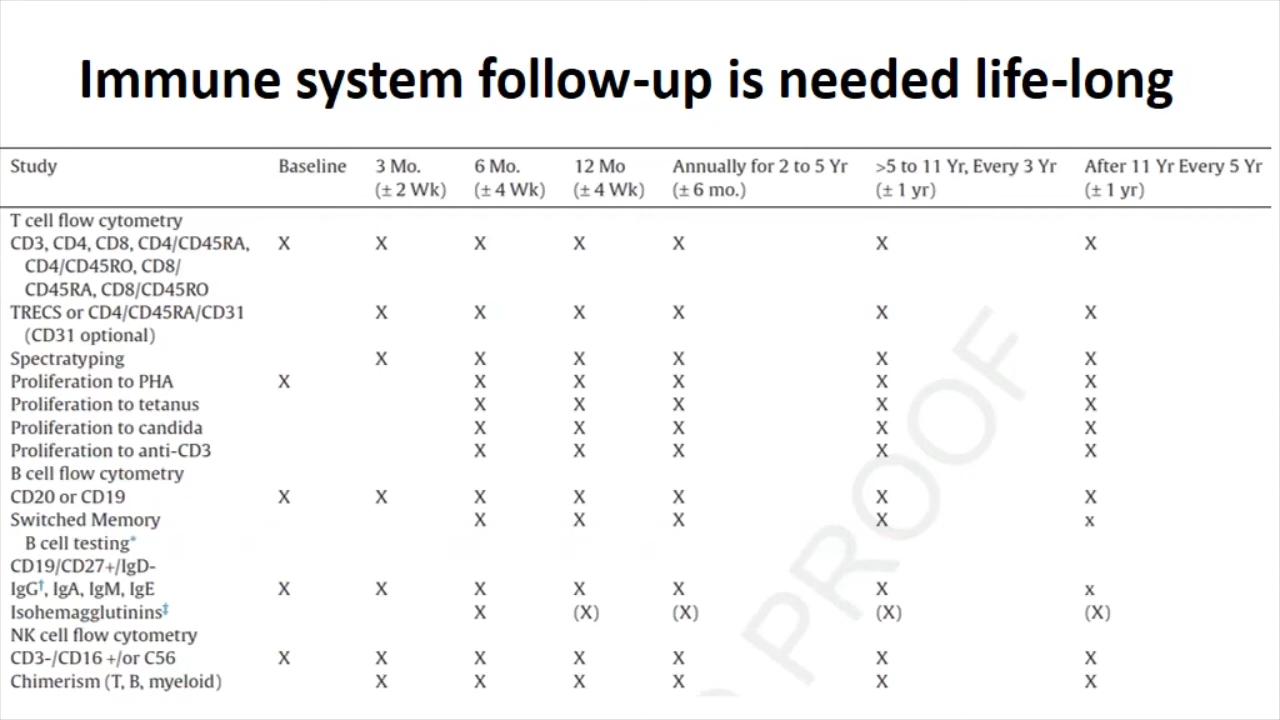 Immune system follow-up is needed life-long
Study Baseline 3 Mo. 6 Mo. 12 Mo Annually for 2 to 5 Yr >5 to 11 Yr, Every 3 Yr After 11 Yr Every 5 Yr
(± 2 Wk) (± 4 Wk) (± 4 Wk) (± 6 mo.) (± 1 yr) (± 1 yr)
T cell flow cytometry
CD3, CD4, CD8, CD4/CD45RA, X X X X X X X
CD4/CD45RO, CD8/
CD45RA, CD8/CD45RO
TRECS or CD4/CD45RA/CD31 X X X X X X
(CD31 optional)
Spectratyping X X X X X X
Proliferation to PHA X X X X X X
Proliferation to tetanus X X X X X
Proliferation to candida X X X X X
Proliferation to anti-CD3 X X X X X
B cell flow cytometry
CD20 or CD19 X X X X X X X
Switched Memory X X X X x
B cell testing*
CD19/CD27+/IgD-
IgG†, IgA, IgM, IgE X X X X X X x
Isohemagglutinins‡ X (X) (X) (X) (X)
NK cell flow cytometry
CD3-/CD16 +/or C56 X X X X X X X
Chimerism (T, B, myeloid) X X X X X X
PROOF